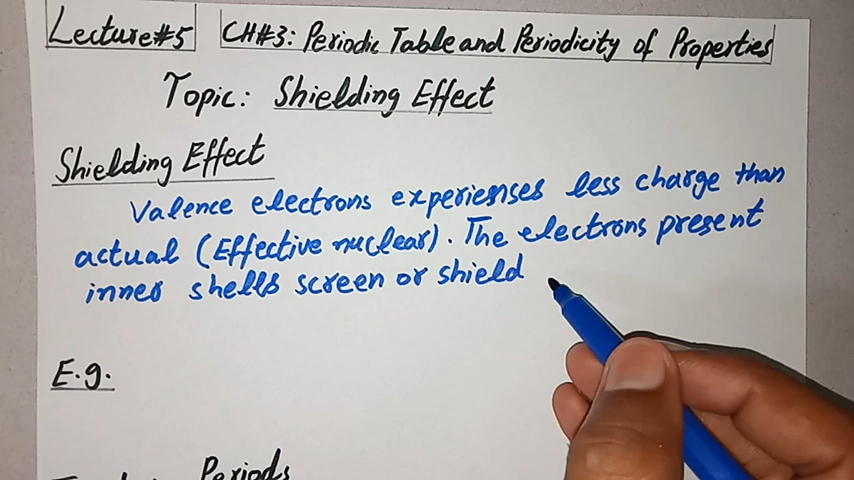 Lecture#5 CH#3: Periodic Table and Periodicity of Properties
Topic: Shielding Effect
Shielding Effect
Valence electrons experienses less charge than
actual (Effective nuclear). The electrons present
inner shells screen or shield
E.g.
Periods